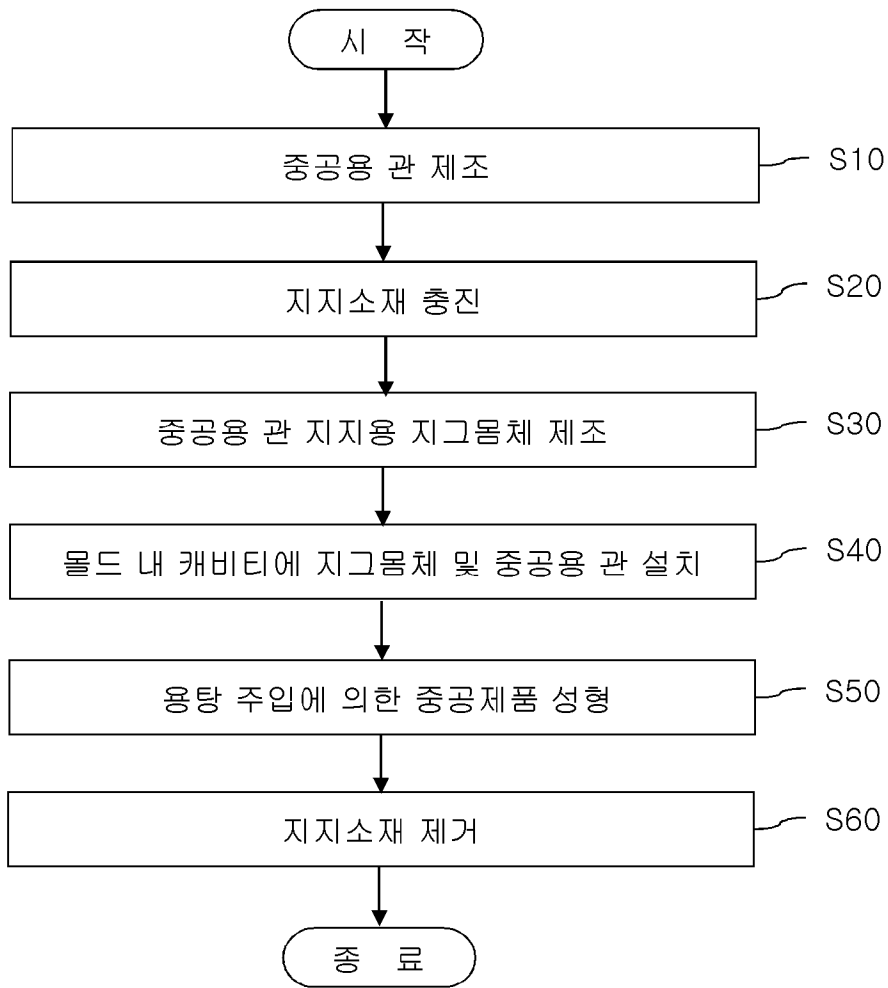 시 작
중공용 관 제조 S10
지지소재 충진 S20
중공용 관 지지용 지그몸체 제조 S30
몰드 내 캐비티에 지그몸체 및 중공용 관 설치 S40
용탕 주입에 의한 중공제품 성형 S50
지지소재 제거 S60
종 료